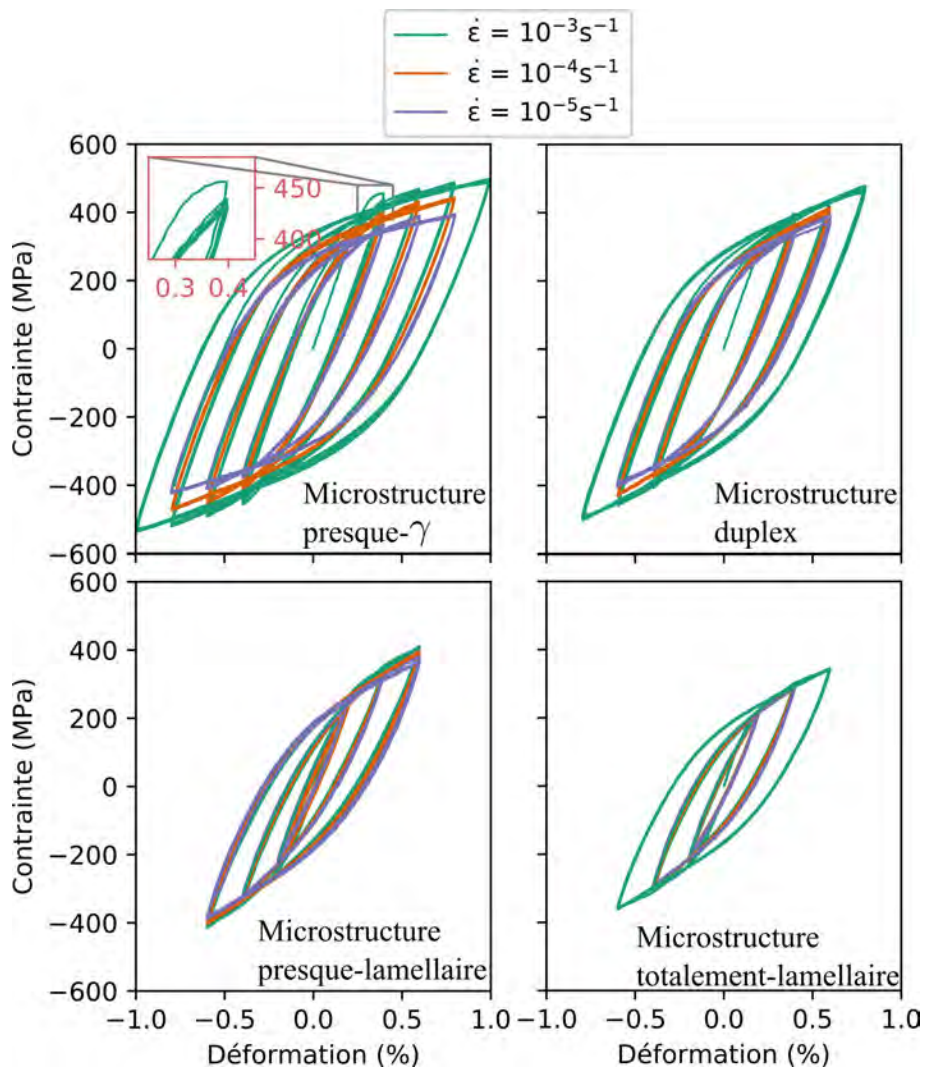 ε̇ = 10⁻³s⁻¹
ε̇ = 10⁻⁴s⁻¹
ε̇ = 10⁻⁵s⁻¹
600
400
200
0
−200
−400
−600
Contrainte (MPa)
450
400
0.3 0.4
Microstructure
presque-γ
Microstructure
duplex
600
400
200
0
−200
−400
−600
Contrainte (MPa)
Microstructure
presque-lamellaire
Microstructure
totalement-lamellaire
−1.0 −0.5 0.0 0.5 1.0
Déformation (%)
−1.0 −0.5 0.0 0.5 1.0
Déformation (%)